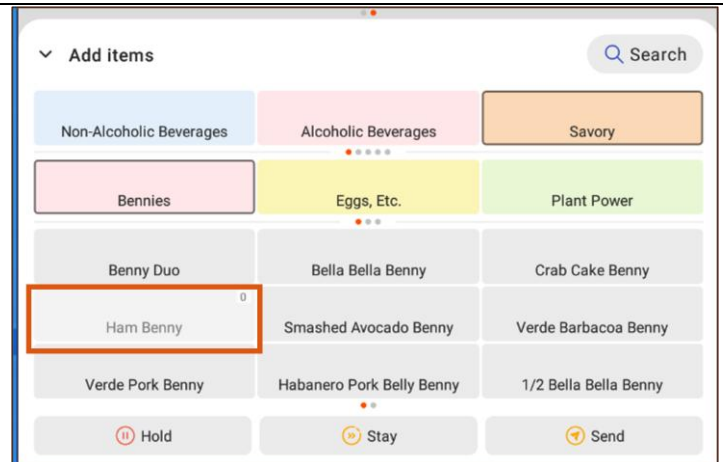 Add items
Search
Non-Alcoholic Beverages
Alcoholic Beverages
Savory
Bennies
Eggs, Etc.
Plant Power
Benny Duo
Bella Bella Benny
Crab Cake Benny
0
Ham Benny
Smashed Avocado Benny
Verde Barbacoa Benny
Verde Pork Benny
Habanero Pork Belly Benny
1/2 Bella Bella Benny
Hold
Stay
Send